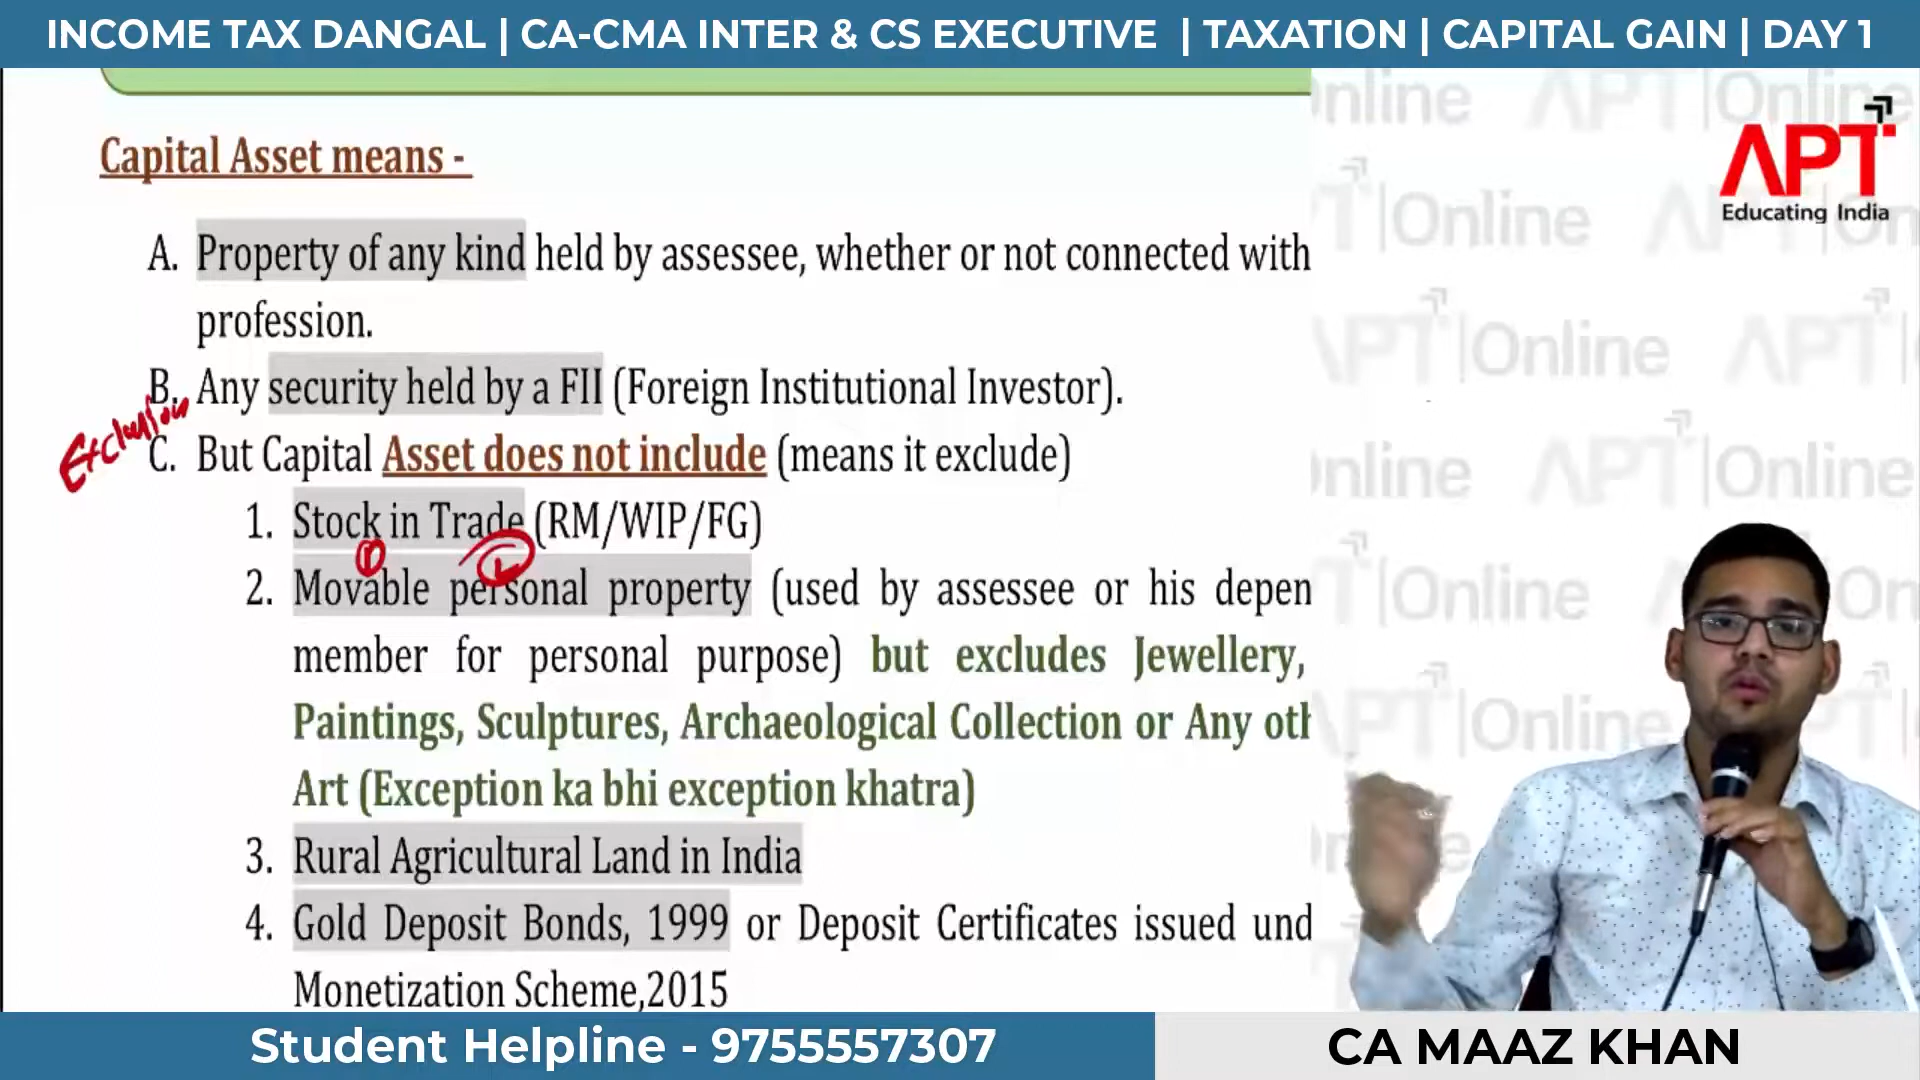 INCOME TAX DANGAL | CA-CMA INTER & CS EXECUTIVE | TAXATION | CAPITAL GAIN | DAY 1
Capital Asset means -
A. Property of any kind held by assessee, whether or not connected with
profession.
B. Any security held by a FII (Foreign Institutional Investor).
Exclusion
C. But Capital Asset does not include (means it exclude)
1. Stock in Trade (RM/WIP/FG)
2. Movable personal property (used by assessee or his depen
member for personal purpose) but excludes Jewellery,
Paintings, Sculptures, Archaeological Collection or Any oth
Art (Exception ka bhi exception khatra)
3. Rural Agricultural Land in India
4. Gold Deposit Bonds, 1999 or Deposit Certificates issued und
Monetization Scheme,2015
APT
Educating India
APT|Online
Student Helpline - 9755557307
CA MAAZ KHAN